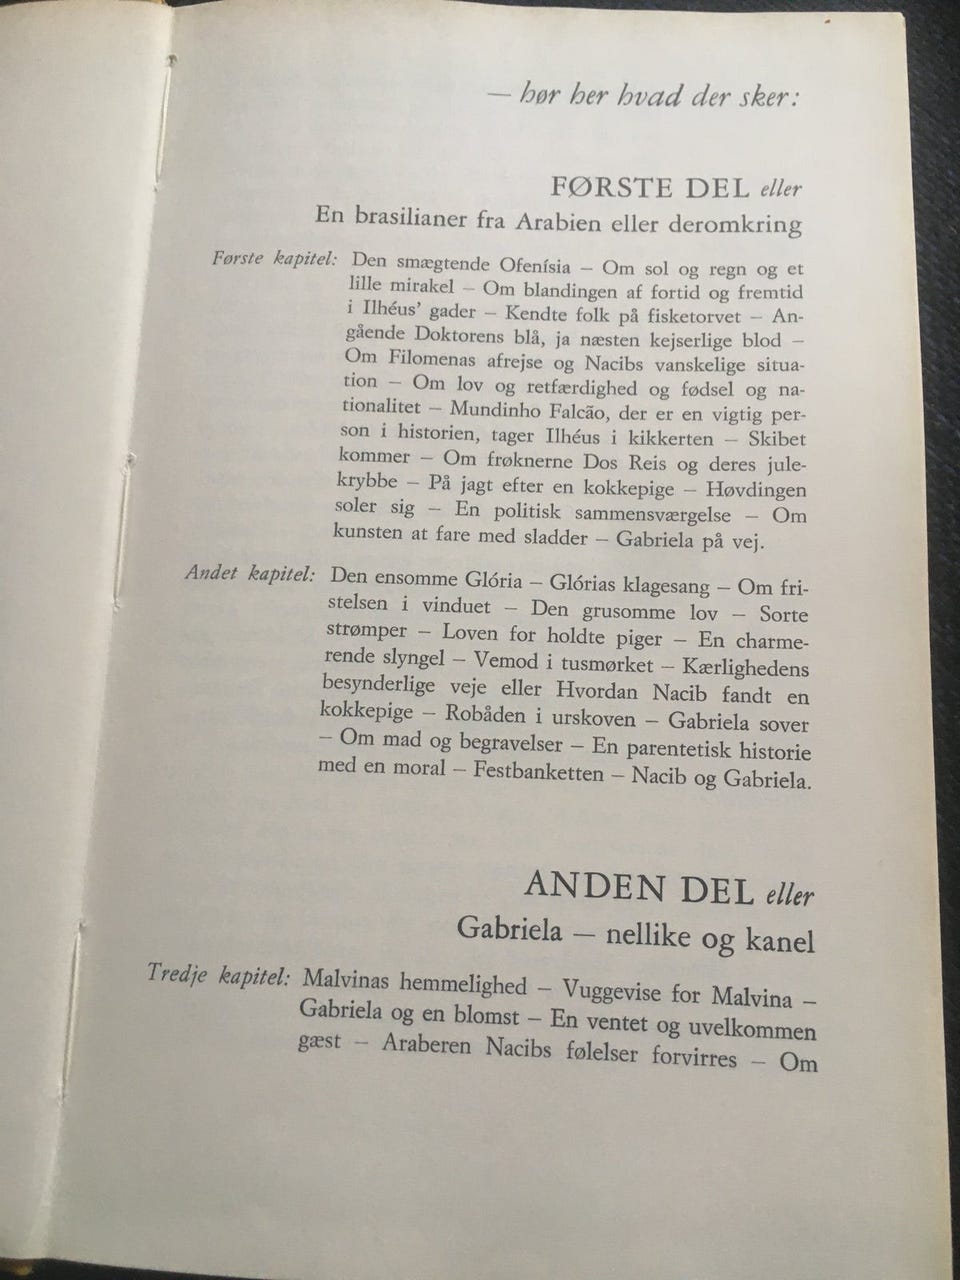 — hør her hvad der sker:
FØRSTE DEL eller
En brasilianer fra Arabien eller deromkring
Første kapitel: Den smægtende Ofenísia – Om sol og regn og et
lille mirakel – Om blandingen af fortid og fremtid
i Ilhéus’ gader – Kendte folk på fisketorvet – An-
gående Doktorens blå, ja næsten kejserlige blod –
Om Filomenas afrejse og Nacibs vanskelige situa-
tion – Om lov og retfærdighed og fødsel og na-
tionalitet – Mundinho Falcão, der er en vigtig per-
son i historien, tager Ilhéus i kikkerten – Skibet
kommer – Om frøknerne Dos Reis og deres jule-
krybbe – På jagt efter en kokkepige – Høvdingen
soler sig – En politisk sammensværgelse – Om
kunsten at fare med sladder – Gabriela på vej.
Andet kapitel: Den ensomme Glória – Glórias klagesang – Om fri-
stelsen i vinduet – Den grusomme lov – Sorte
strømper – Loven for holdte piger – En charme-
rende slyngel – Vemod i tusmørket – Kærlighedens
besynderlige veje eller Hvordan Nacib fandt en
kokkepige – Robåden i urskoven – Gabriela sover
– Om mad og begravelser – En parentetisk historie
med en moral – Festbanketten – Nacib og Gabriela.
ANDEN DEL eller
Gabriela — nellike og kanel
Tredje kapitel: Malvinas hemmelighed – Vuggevise for Malvina –
Gabriela og en blomst – En ventet og uvelkommen
gæst – Araberen Nacibs følelser forvirres – Om